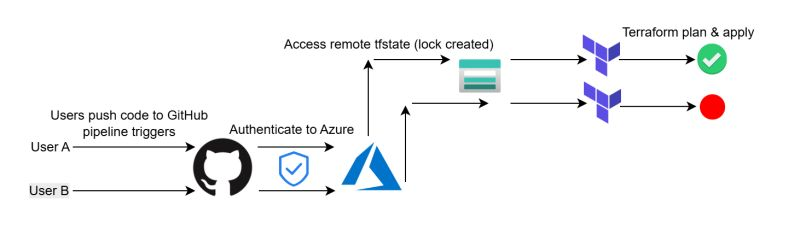 Terraform plan & apply
Access remote tfstate (lock created)
Users push code to GitHub
pipeline triggers
Authenticate to Azure
User A
User B